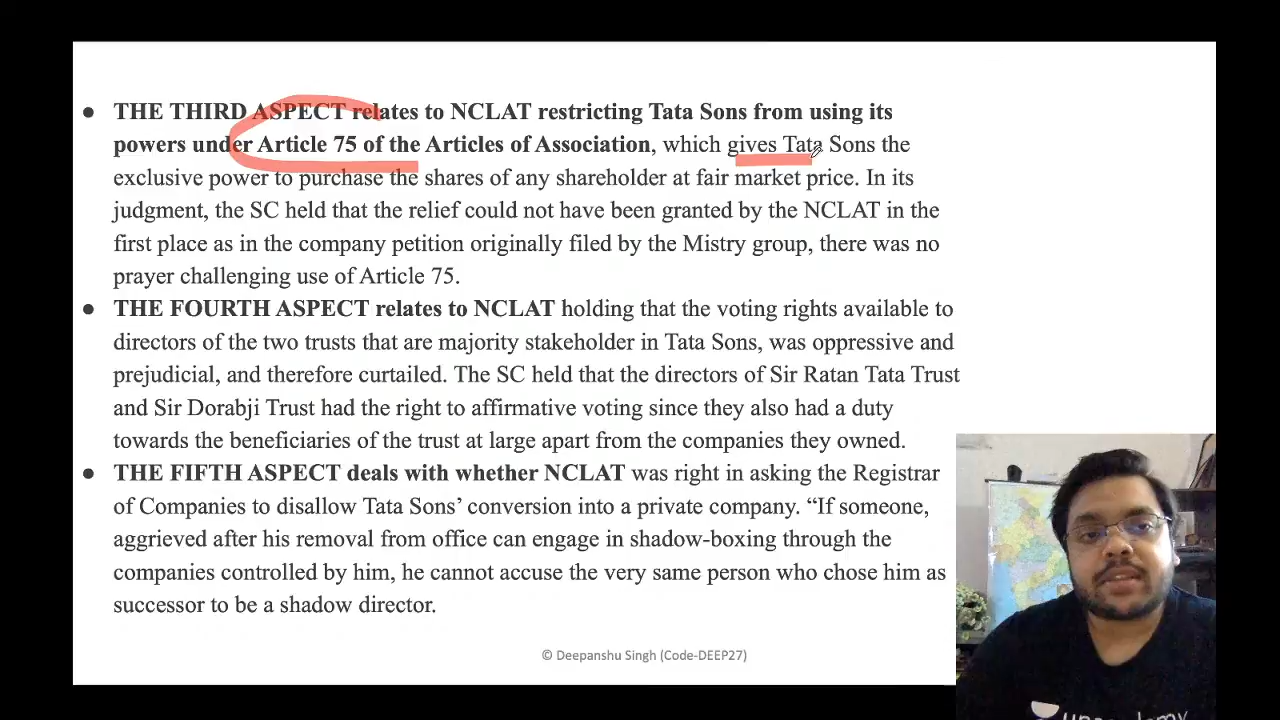 ● THE THIRD ASPECT relates to NCLAT restricting Tata Sons from using its
powers under Article 75 of the Articles of Association, which gives Tata Sons the
exclusive power to purchase the shares of any shareholder at fair market price. In its
judgment, the SC held that the relief could not have been granted by the NCLAT in the
first place as in the company petition originally filed by the Mistry group, there was no
prayer challenging use of Article 75.
● THE FOURTH ASPECT relates to NCLAT holding that the voting rights available to
directors of the two trusts that are majority stakeholder in Tata Sons, was oppressive and
prejudicial, and therefore curtailed. The SC held that the directors of Sir Ratan Tata Trust
and Sir Dorabji Trust had the right to affirmative voting since they also had a duty
towards the beneficiaries of the trust at large apart from the companies they owned.
● THE FIFTH ASPECT deals with whether NCLAT was right in asking the Registrar
of Companies to disallow Tata Sons’ conversion into a private company. “If someone,
aggrieved after his removal from office can engage in shadow-boxing through the
companies controlled by him, he cannot accuse the very same person who chose him as
successor to be a shadow director.
© Deepanshu Singh (Code-DEEP27)